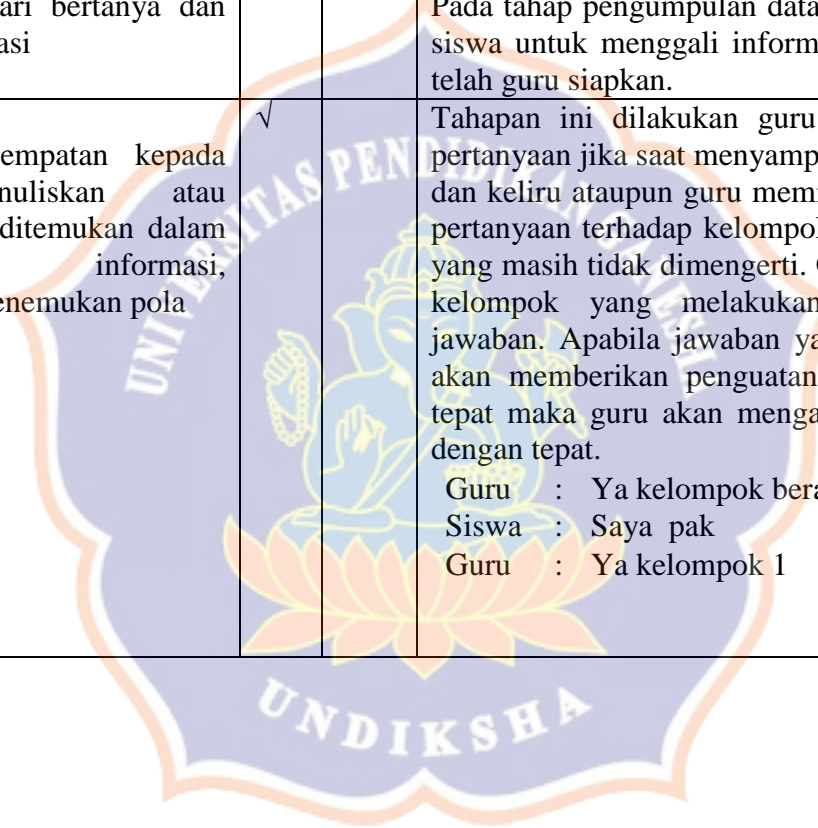 ari bertanya dan
asi
Pada tahap pengumpulan data
siswa untuk menggali inform
telah guru siapkan.
empatan kepada
nuliskan atau
ditemukan dalam
informasi,
enemukan pola
√
Tahapan ini dilakukan guru
pertanyaan jika saat menyamp
dan keliru ataupun guru memi
pertanyaan terhadap kelompok
yang masih tidak dimengerti.
kelompok yang melakukan
jawaban. Apabila jawaban ya
akan memberikan penguatan
tepat maka guru akan menga
dengan tepat.
Guru : Ya kelompok bera
Siswa : Saya pak
Guru : Ya kelompok 1
UNIVERSITAS PENDIDIKAN GANESHA
UNDIKSHA